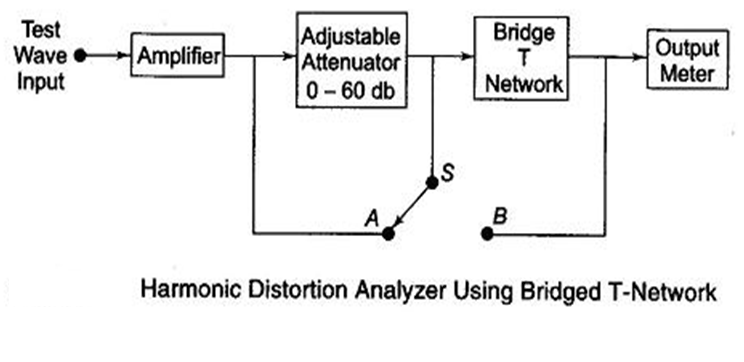 Test
Wave
Input
Amplifier
Adjustable
Attenuator
0 – 60 db
Bridge
T
Network
Output
Meter
S
A
B
Harmonic Distortion Analyzer Using Bridged T-Network